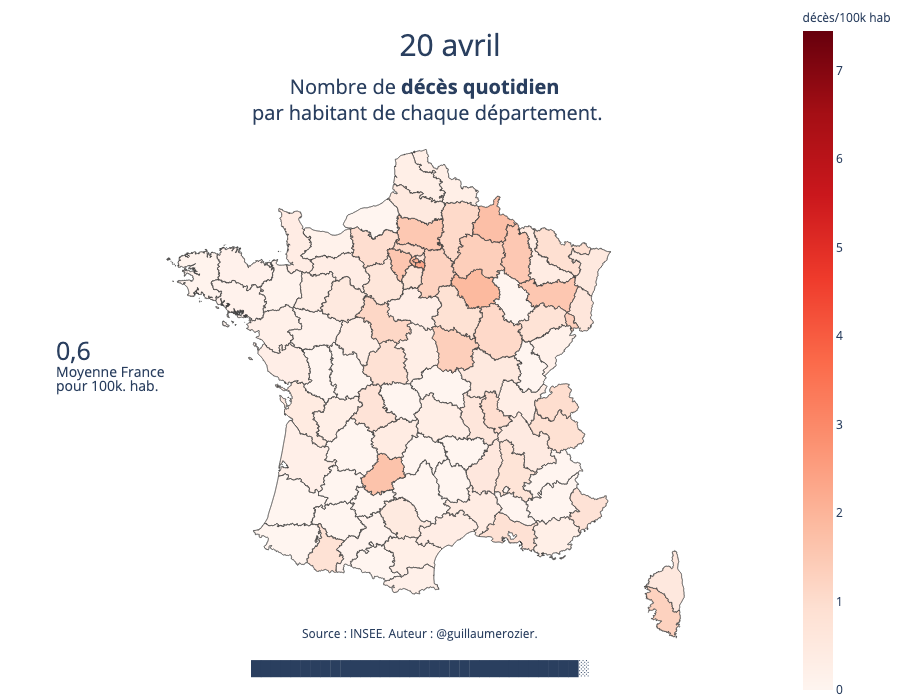 20 avril
Nombre de décès quotidien
par habitant de chaque département.
décès/100k hab
7
6
5
4
3
2
1
0
0,6
Moyenne France
pour 100k. hab.
Source : INSEE. Auteur : @guillaumerozier.